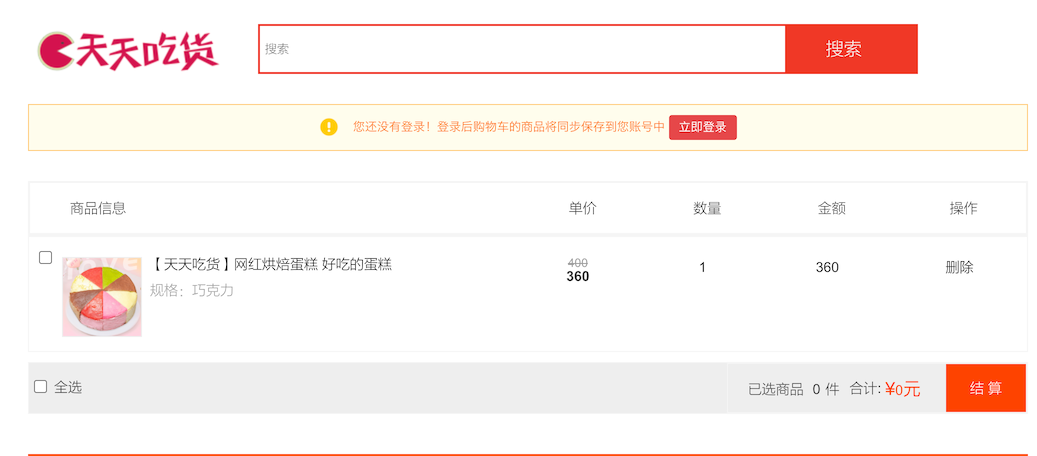 天天吃货
搜索 搜索
您还没有登录！登录后购物车的商品将同步保存到您账号中 立即登录
商品信息 单价 数量 金额 操作
LOVE
【天天吃货】网红烘焙蛋糕 好吃的蛋糕 400 360 1 360 删除
规格：巧克力
全选 已选商品 0 件 合计: ¥0元 结 算